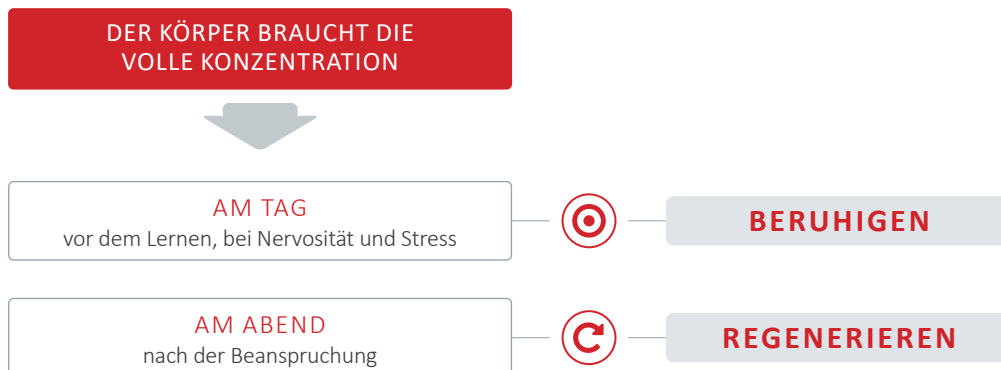 DER KÖRPER BRAUCHT DIE
VOLLE KONZENTRATION
AM TAG
vor dem Lernen, bei Nervosität und Stress
BERUHIGEN
AM ABEND
nach der Beanspruchung
REGENERIEREN